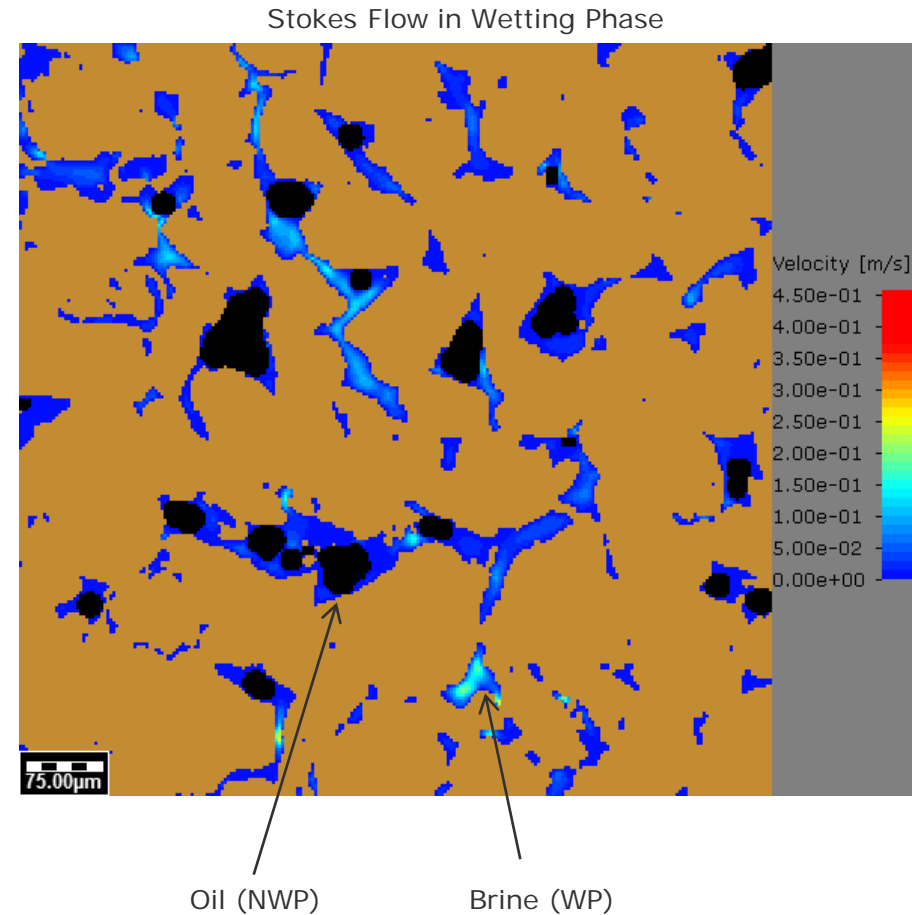 Stokes Flow in Wetting Phase
Velocity [m/s]
4.50e-01
4.00e-01
3.50e-01
3.00e-01
2.50e-01
2.00e-01
1.50e-01
1.00e-01
5.00e-02
0.00e+00
75.00µm
Oil (NWP)
Brine (WP)